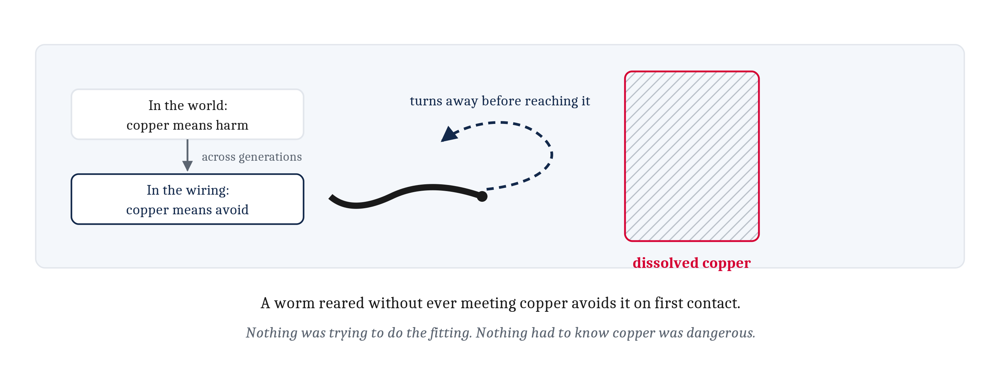 In the world:
copper means harm
across generations
In the wiring:
copper means avoid
turns away before reaching it
dissolved copper
A worm reared without ever meeting copper avoids it on first contact.
Nothing was trying to do the fitting. Nothing had to know copper was dangerous.